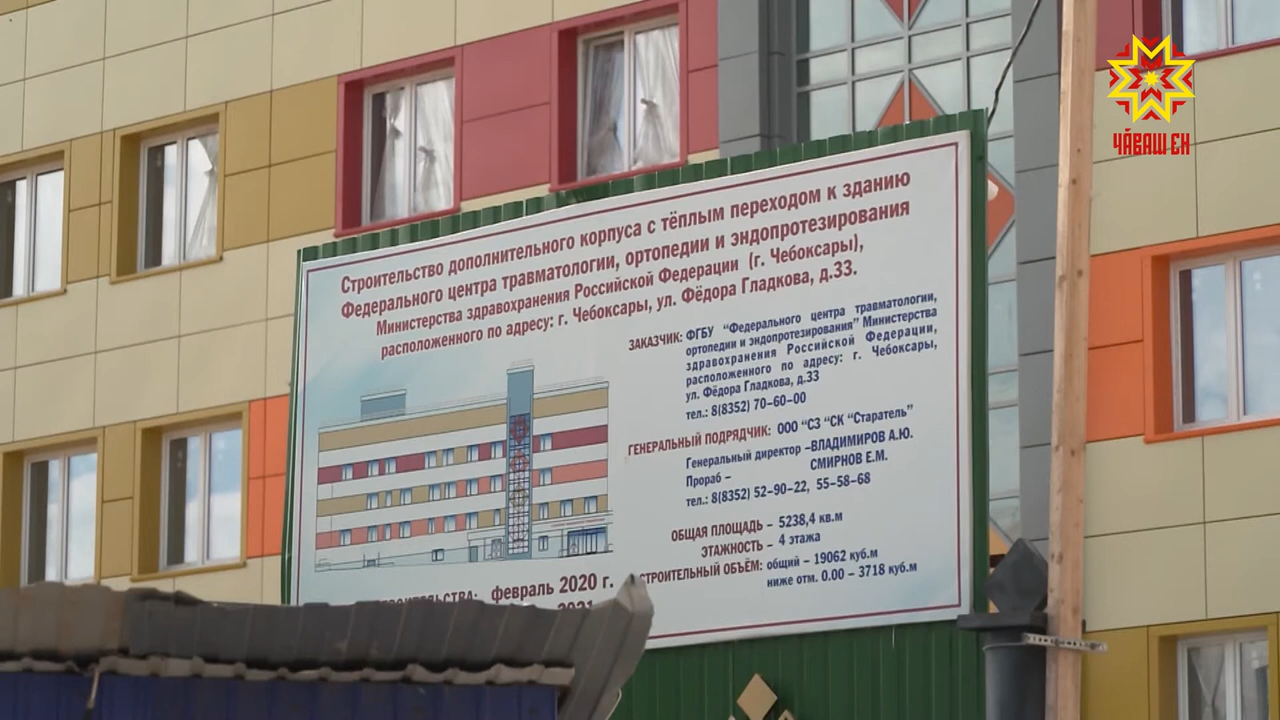 ЧӐВАШ ЕН
Строительство дополнительного корпуса с тёплым переходом к зданию
Федерального центра травматологии, ортопедии и эндопротезирования
Министерства здравохранения Российской Федерации (г. Чебоксары),
расположенного по адресу: г. Чебоксары, ул. Фёдора Гладкова, д.33.
ЗАКАЗЧИК: ФГБУ "Федерального центра травматологии,
ортопедии и эндопротезирования" Министерства
здравохранения Российской Федерации,
расположенного по адресу: г. Чебоксары,
ул. Фёдора Гладкова, д.33
тел.: 8(8352) 70-60-00
ГЕНЕРАЛЬНЫЙ ПОДРЯДЧИК: ООО "СЗ "СК "Старатель"
Генеральный директор –ВЛАДИМИРОВ А.Ю.
Прораб – СМИРНОВ Е.М.
тел.: 8(8352) 52-90-22, 55-58-68
ОБЩАЯ ПЛОЩАДЬ – 5238,4 кв.м
ЭТАЖНОСТЬ – 4 этажа
СТРОИТЕЛЬНЫЙ ОБЪЁМ: общий – 19062 куб.м
ниже отм. 0.00 – 3718 куб.м
февраль 2020 г.
2021